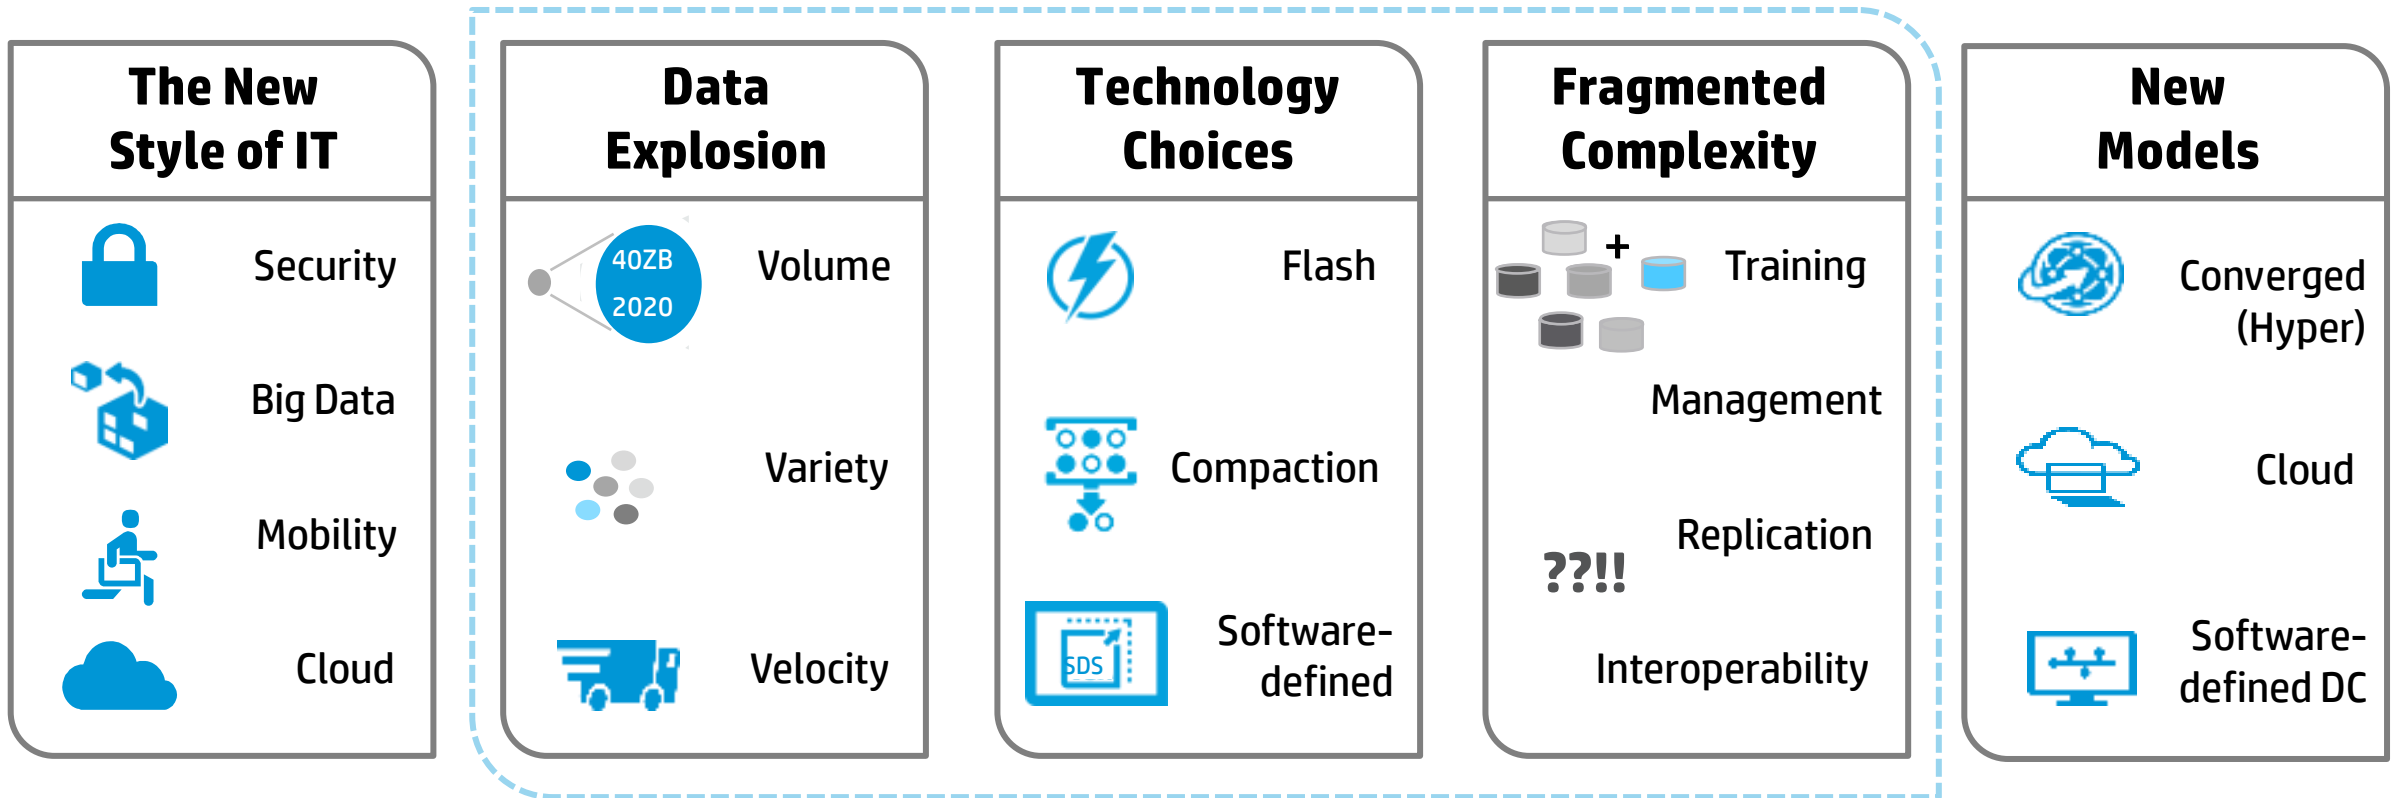 The New
Style of IT
Security
Big Data
Mobility
Cloud
Data
Explosion
40ZB
2020
Volume
Variety
Velocity
Technology
Choices
Flash
Compaction
SDS
Software-
defined
Fragmented
Complexity
+
Training
Management
Replication
??!!
Interoperability
New
Models
Converged
(Hyper)
Cloud
Software-
defined DC